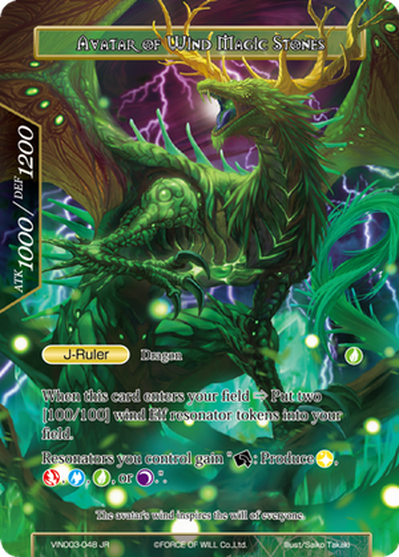 Avatar of Wind Magic Stones
ATK 1000 / DEF 1200
J-Ruler Dragon
When this card enters your field ⇒ Put two
[100/100] wind Elf resonator tokens into your
field.
Resonators you control gain " : Produce ,
, , , or .".
The avatar inspires the will of everyone.
VIN003-048 JR ©FORCE OF WILL Co.,Ltd. Illust/Saiko Takaki